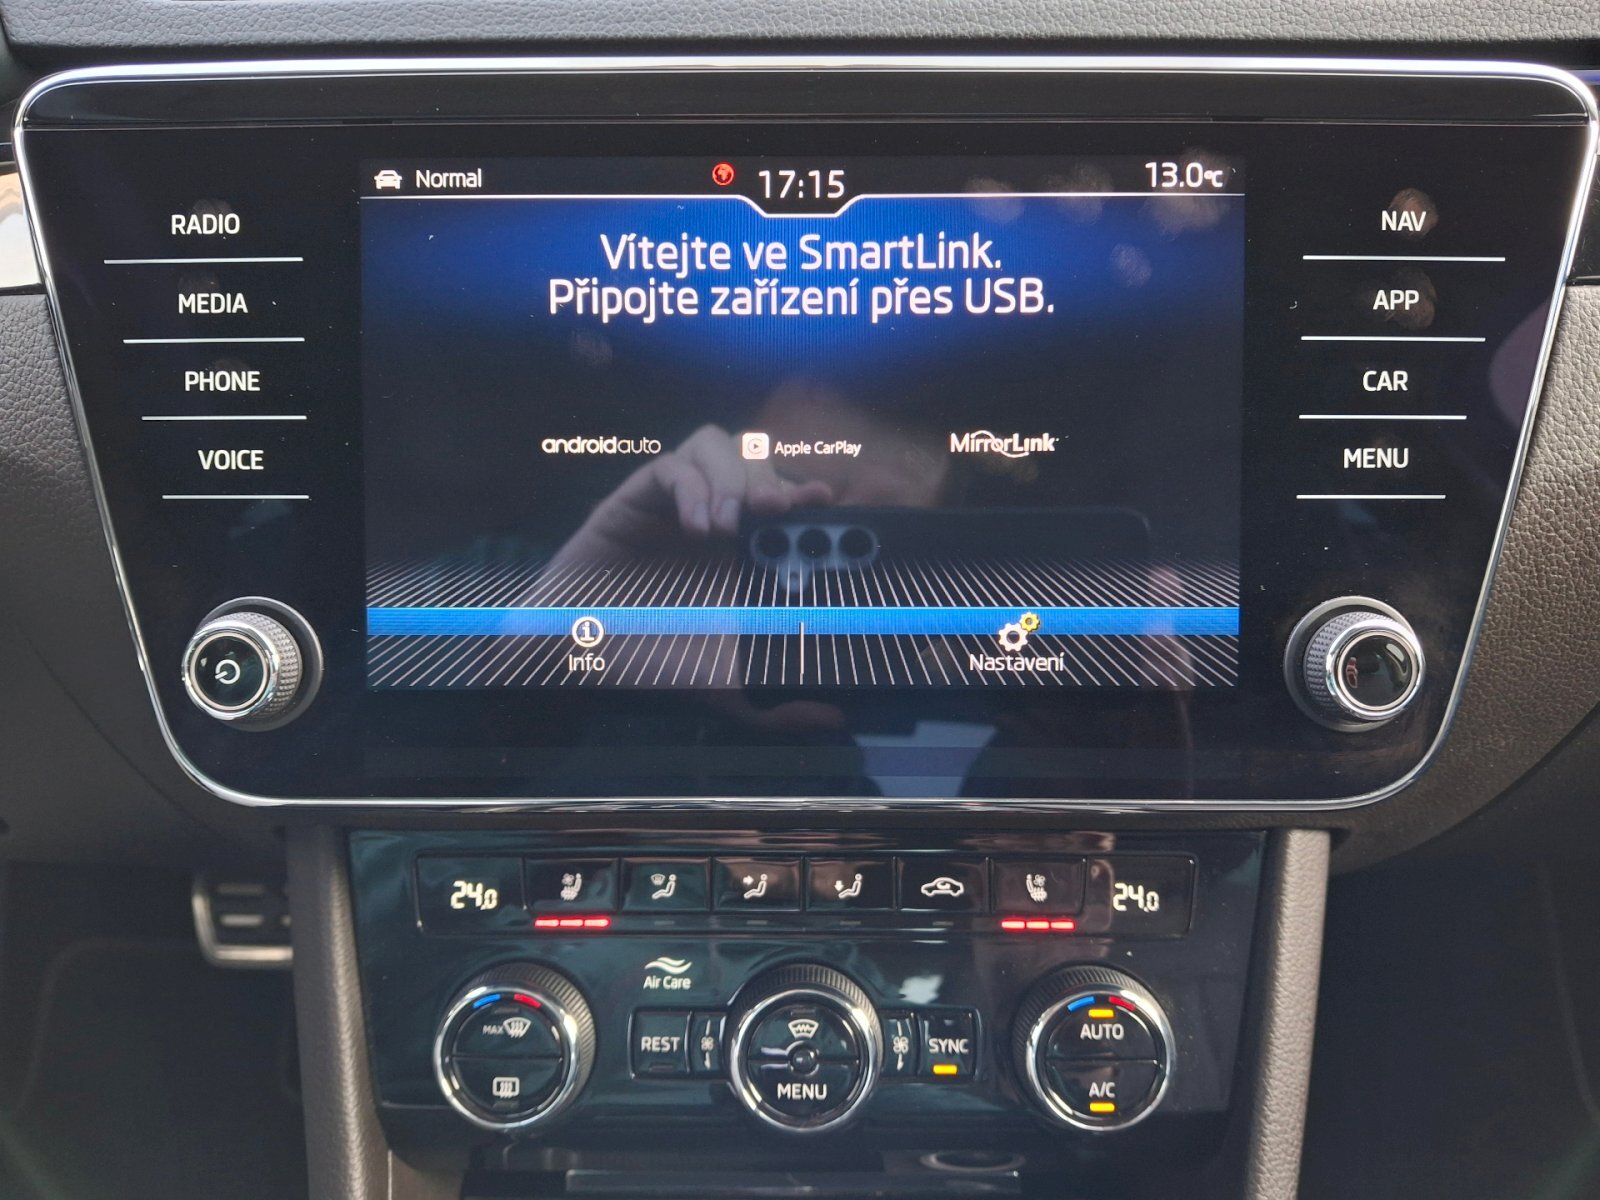 Normal
17:15
13.0°C
RADIO
MEDIA
PHONE
VOICE
Vítejte ve SmartLink.
Připojte zařízení přes USB.
androidauto
Apple CarPlay
MirrorLink
Info
Nastavení
NAV
APP
CAR
MENU
24.0
24.0
Air Care
MAX
REST
MENU
SYNC
AUTO
A/C